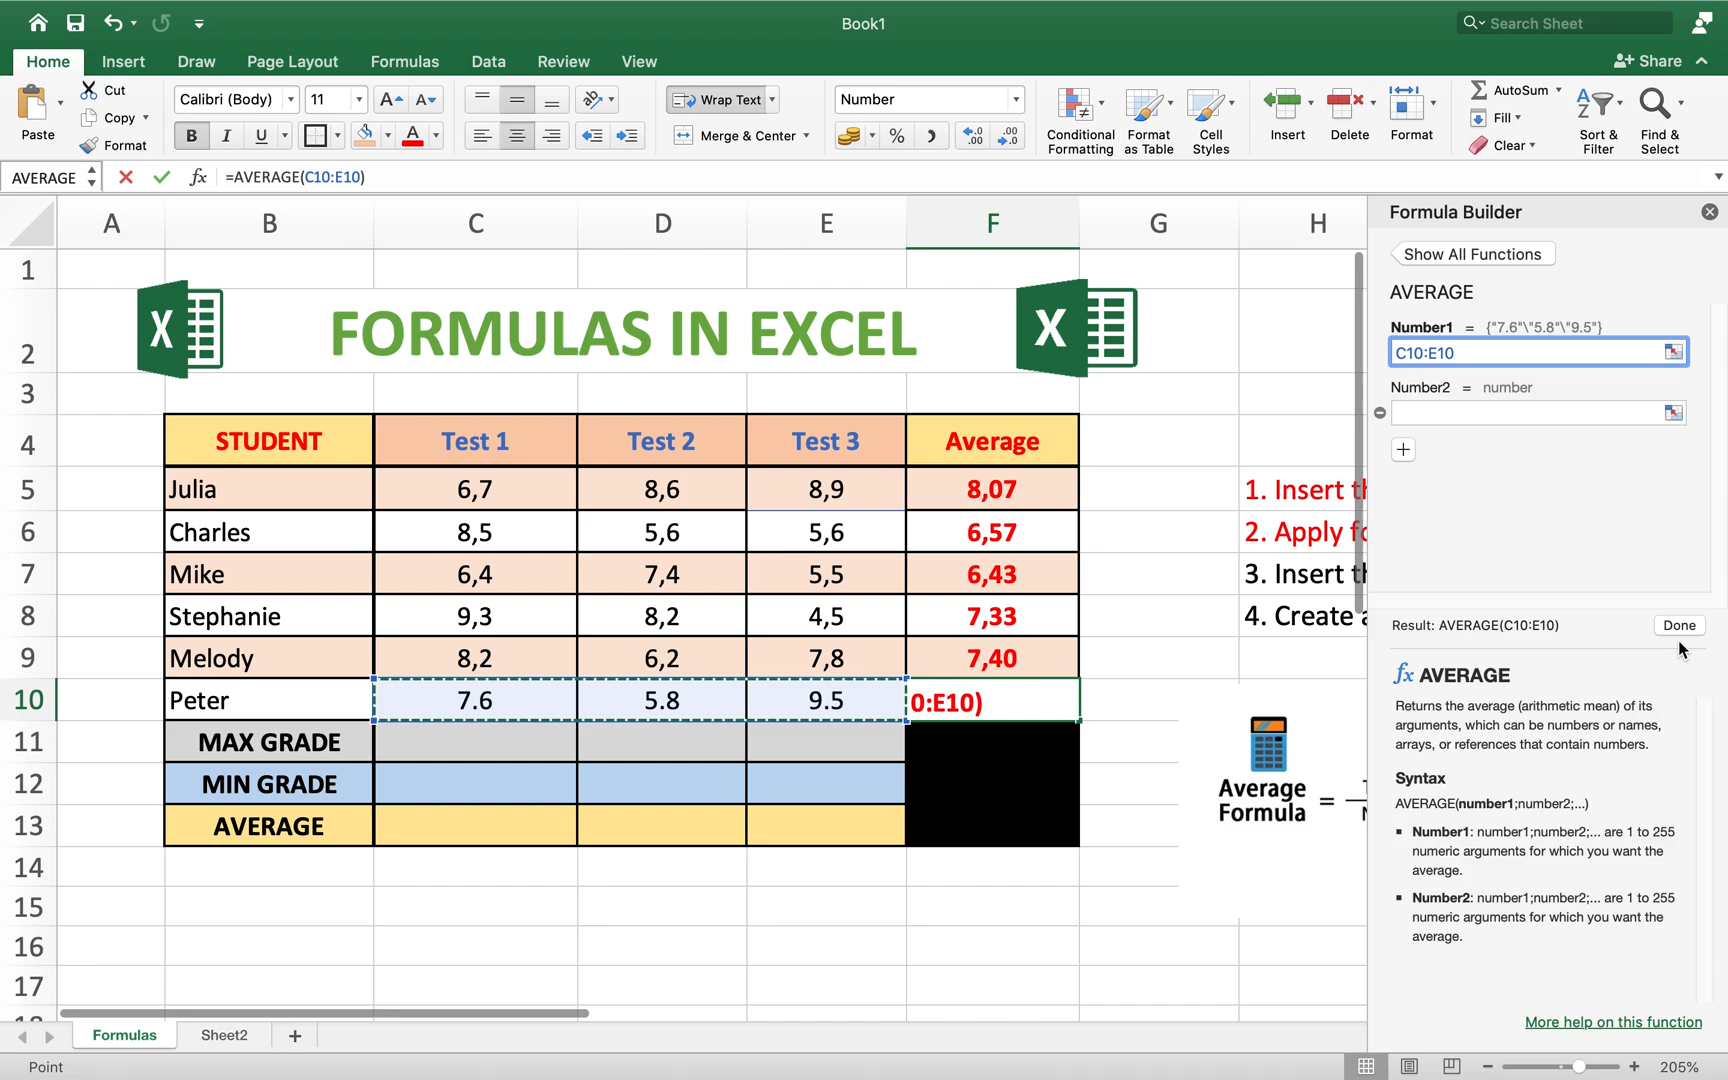 Book1
Search Sheet
Home Insert Draw Page Layout Formulas Data Review View
Share
Paste
Cut
Copy
Format
Calibri (Body) 11
B I U
Wrap Text
Merge & Center
Number
Conditional Formatting
Format as Table
Cell Styles
Insert
Delete
Format
AutoSum
Fill
Clear
Sort & Filter
Find & Select
AVERAGE fx =AVERAGE(C10:E10)
A B C D E F G H
1
2 FORMULAS IN EXCEL
3
4 STUDENT Test 1 Test 2 Test 3 Average
5 Julia 6,7 8,6 8,9 8,07 1. Insert th
6 Charles 8,5 5,6 5,6 6,57 2. Apply fo
7 Mike 6,4 7,4 5,5 6,43 3. Insert th
8 Stephanie 9,3 8,2 4,5 7,33 4. Create a
9 Melody 8,2 6,2 7,8 7,40
10 Peter 7.6 5.8 9.5 0:E10)
11 MAX GRADE
12 MIN GRADE
13 AVERAGE
14
15
16
17
Average
Formula =
Formula Builder
Show All Functions
AVERAGE
Number1 = {"7.6"\"5.8"\"9.5"}
C10:E10
Number2 = number
Result: AVERAGE(C10:E10)
Done
fx AVERAGE
Returns the average (arithmetic mean) of its
arguments, which can be numbers or names,
arrays, or references that contain numbers.
Syntax
AVERAGE(number1;number2;...)
Number1: number1;number2;... are 1 to 255
numeric arguments for which you want the
average.
Number2: number1;number2;... are 1 to 255
numeric arguments for which you want the
average.
More help on this function
Formulas Sheet2
Point
205%